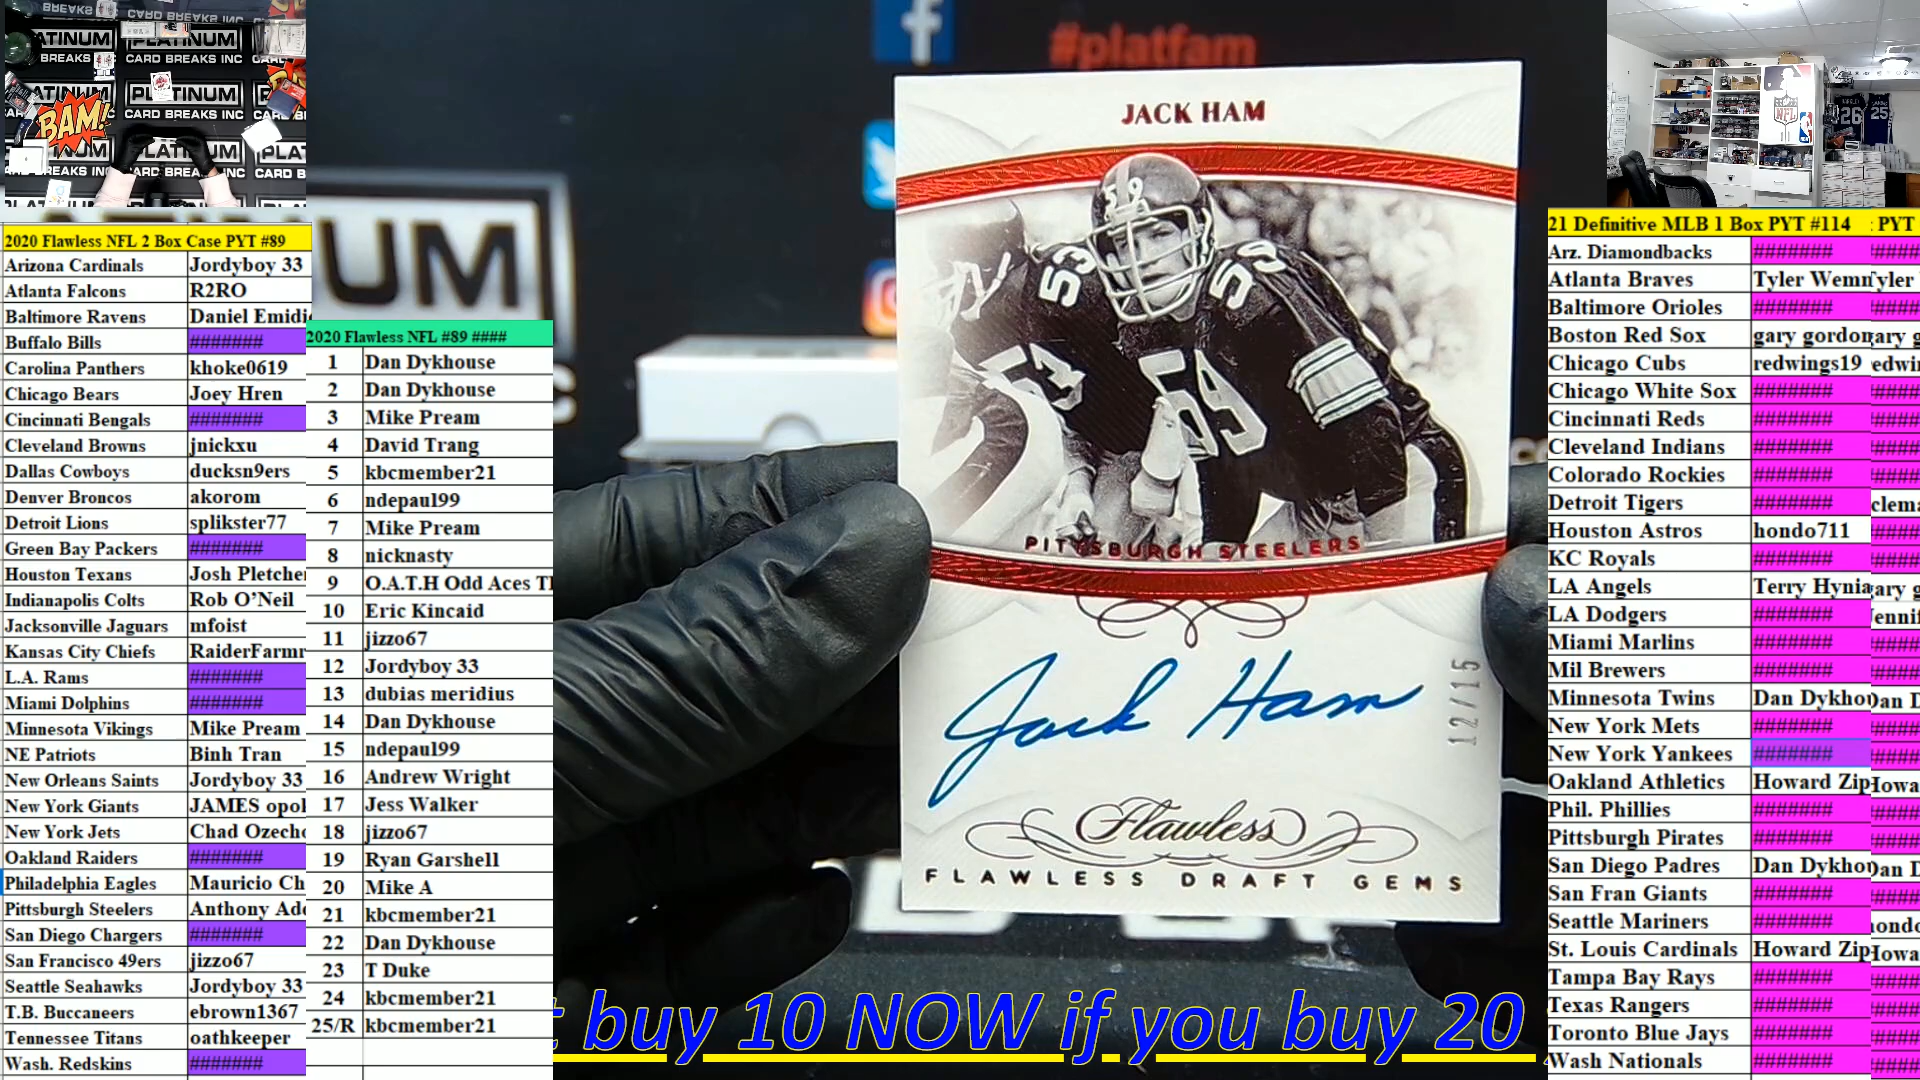 PLATINUM
CARD BREAKS INC
BAM!
#platfam
JACK HAM
59
53
59
PITTSBURGH STEELERS
Jack Ham
12/15
Flawless
FLAWLESS DRAFT GEMS
buy 10 NOW if you buy 20
2020 Flawless NFL 2 Box Case PYT #89
Arizona Cardinals Jordyboy 33
Atlanta Falcons R2RO
Baltimore Ravens Daniel
Buffalo Bills #######
Carolina Panthers khoke0619
Chicago Bears Joey Hren
Cincinnati Bengals #######
Cleveland Browns jnickxu
Dallas Cowboys ducksn9ers
Denver Broncos akorom
Detroit Lions splikster77
Green Bay Packers #######
Houston Texans Josh
Indianapolis Colts Rob O'Neil
Jacksonville Jaguars mfoist
Kansas City Chiefs
L.A. Rams #######
Miami Dolphins #######
Minnesota Vikings Mike Pream
NE Patriots Binh Tran
New Orleans Saints Jordyboy 33
New York Giants JAMES
New York Jets Chad
Oakland Raiders #######
Philadelphia Eagles Mauricio
Pittsburgh Steelers Anthony
San Diego Chargers #######
San Francisco 49ers jizzo67
Seattle Seahawks Jordyboy 33
T.B. Buccaneers ebrown1367
Tennessee Titans oathkeeper
Wash. Redskins #######
2020 Flawless NFL #89 ####
1 Dan Dykhouse
2 Dan Dykhouse
3 Mike Pream
4 David Trang
5 kbcmember21
6 ndepaul99
7 Mike Pream
8 nicknasty
9 O.A.T.H Odd Aces
10 Eric Kincaid
11 jizzo67
12 Jordyboy 33
13 dubias meridius
14 Dan Dykhouse
15 ndepaul99
16 Andrew Wright
17 Jess Walker
18 jizzo67
19 Ryan Garshell
20 Mike A
21 kbcmember21
22 Dan Dykhouse
23 T Duke
24 kbcmember21
25/R kbcmember21
21 Definitive MLB 1 Box PYT #114 PYT
Arz. Diamondbacks #######
Atlanta Braves Tyler
Baltimore Orioles #######
Boston Red Sox gary gordon
Chicago Cubs redwings19
Chicago White Sox #######
Cincinnati Reds #######
Cleveland Indians #######
Colorado Rockies #######
Detroit Tigers #######
Houston Astros hondo711
KC Royals #######
LA Angels Terry
LA Dodgers #######
Miami Marlins #######
Mil Brewers #######
Minnesota Twins Dan
New York Mets #######
New York Yankees #######
Oakland Athletics Howard
Phil. Phillies #######
Pittsburgh Pirates #######
San Diego Padres Dan
San Fran Giants #######
Seattle Mariners #######
St. Louis Cardinals Howard
Tampa Bay Rays #######
Texas Rangers #######
Toronto Blue Jays #######
Wash Nationals #######